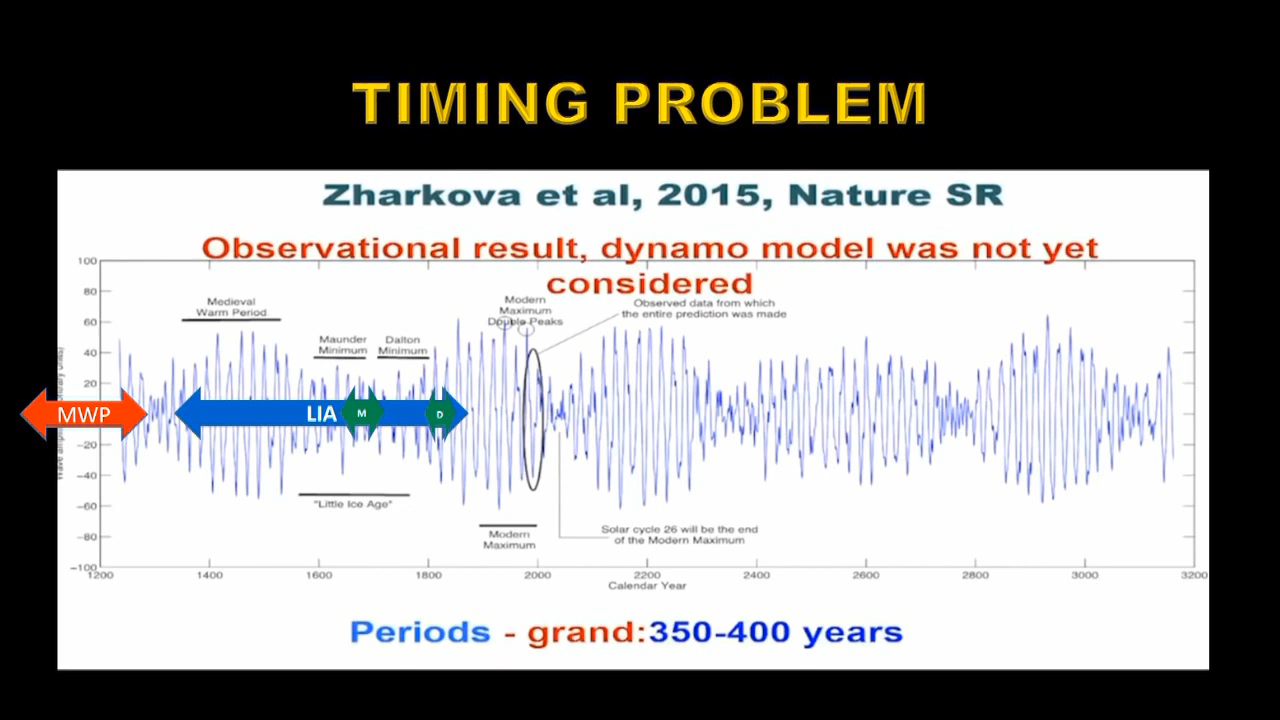 TIMING PROBLEM
Zharkova et al, 2015, Nature SR
Observational result, dynamo model was not yet
considered
100
80
60
40
20
−20
−40
−60
−80
−100
Medieval
Warm Period
Maunder
Minimum
Dalton
Minimum
Modern
Maximum
Double Peaks
Observed data from which
the entire prediction was made
MWP
LIA
M
D
"Little Ice Age"
Modern
Maximum
Solar cycle 26 will be the end
of the Modern Maximum
1200 1400 1600 1800 2000 2200 2400 2600 2800 3000 3200
Calendar Year
Periods - grand:350-400 years